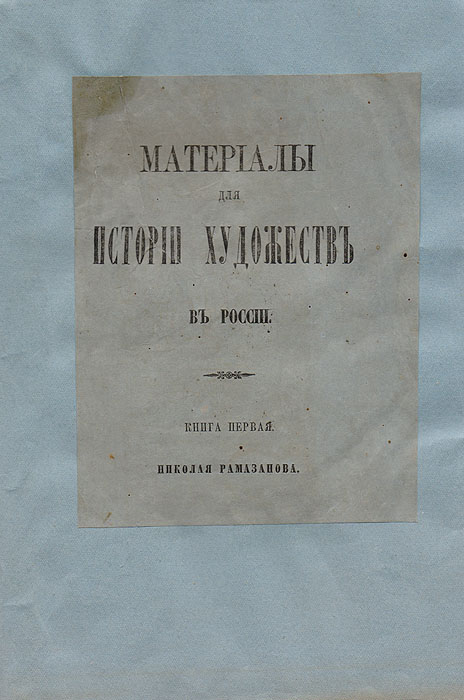 МАТЕРІАЛЫ
ДЛЯ
ИСТОРІИ ХУДОЖЕСТВЪ
ВЪ РОССІИ.
КНИГА ПЕРВАЯ.
НИКОЛАЯ РАМАЗАНОВА.